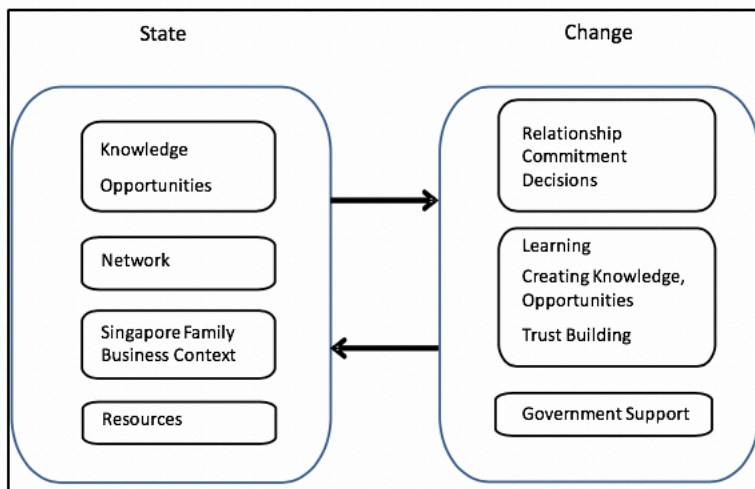 State
Change
Knowledge
Opportunities
Network
Singapore Family
Business Context
Resources
Relationship
Commitment
Decisions
Learning
Creating Knowledge,
Opportunities
Trust Building
Government Support